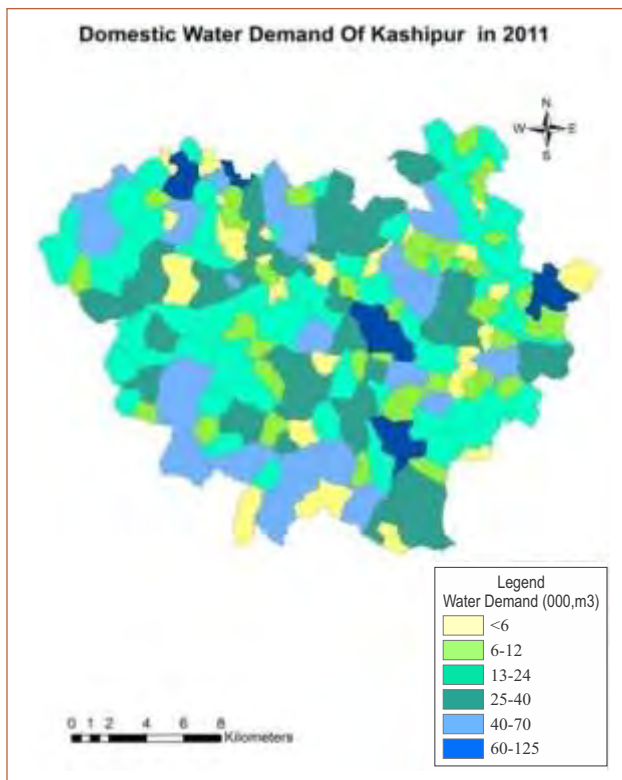 Domestic Water Demand Of Kashipur in 2011
N
W E
S
Legend
Water Demand (000,m3)
<6
6-12
13-24
25-40
40-70
60-125
0 1 2 4 6 8
Kilometers